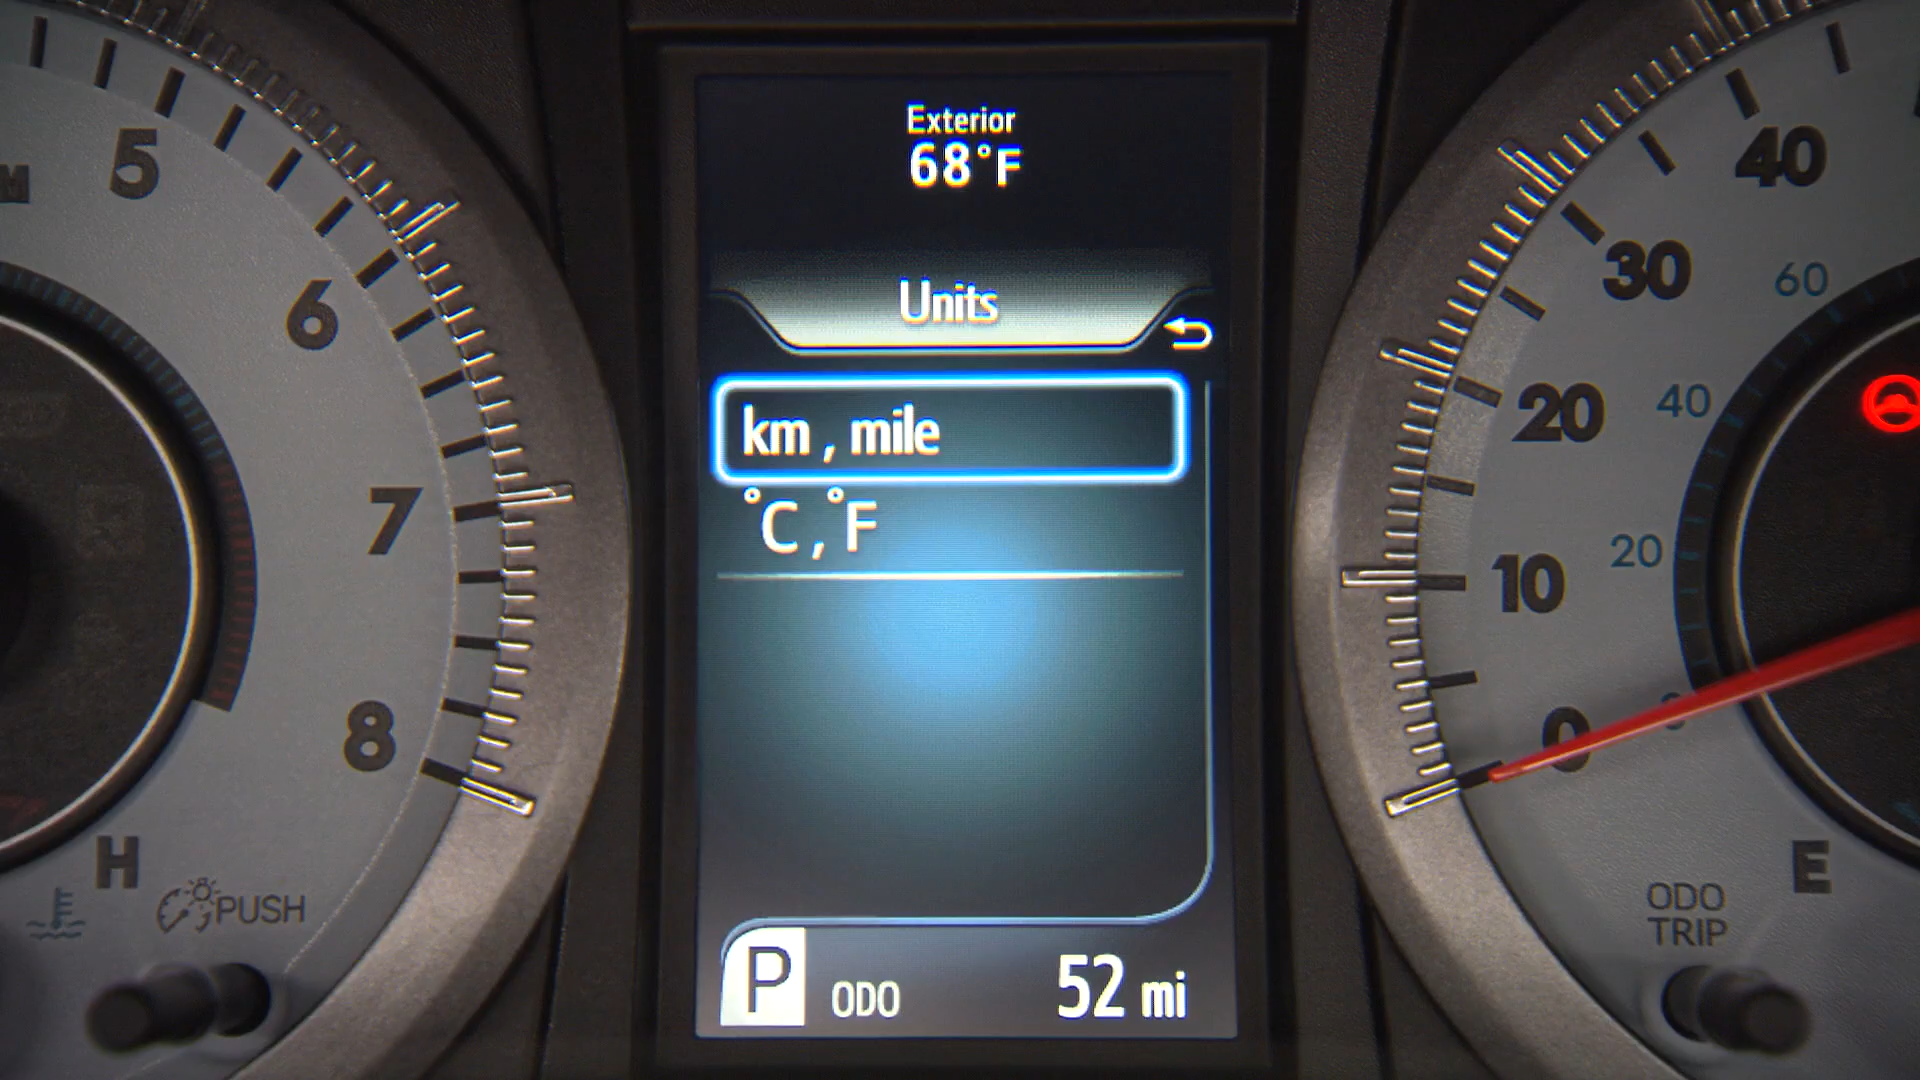 Exterior
68°F
Units
km , mile
°C , °F
P ODO 52 mi
5
6
7
8
H
PUSH
40
30
60
20
40
10
20
0
E
ODO
TRIP